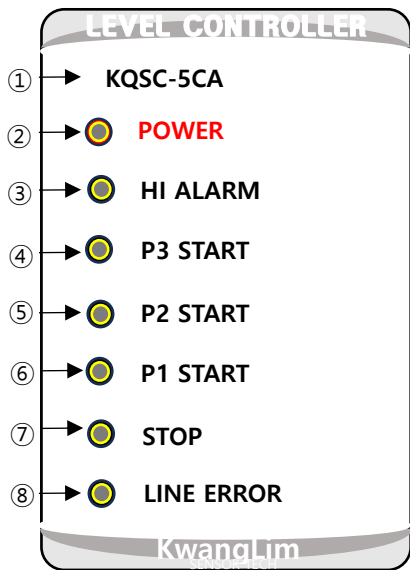 LEVEL CONTROLLER
① KQSC-5CA
② POWER
③ HI ALARM
④ P3 START
⑤ P2 START
⑥ P1 START
⑦ STOP
⑧ LINE ERROR
KwangLim
SENSOR TECH